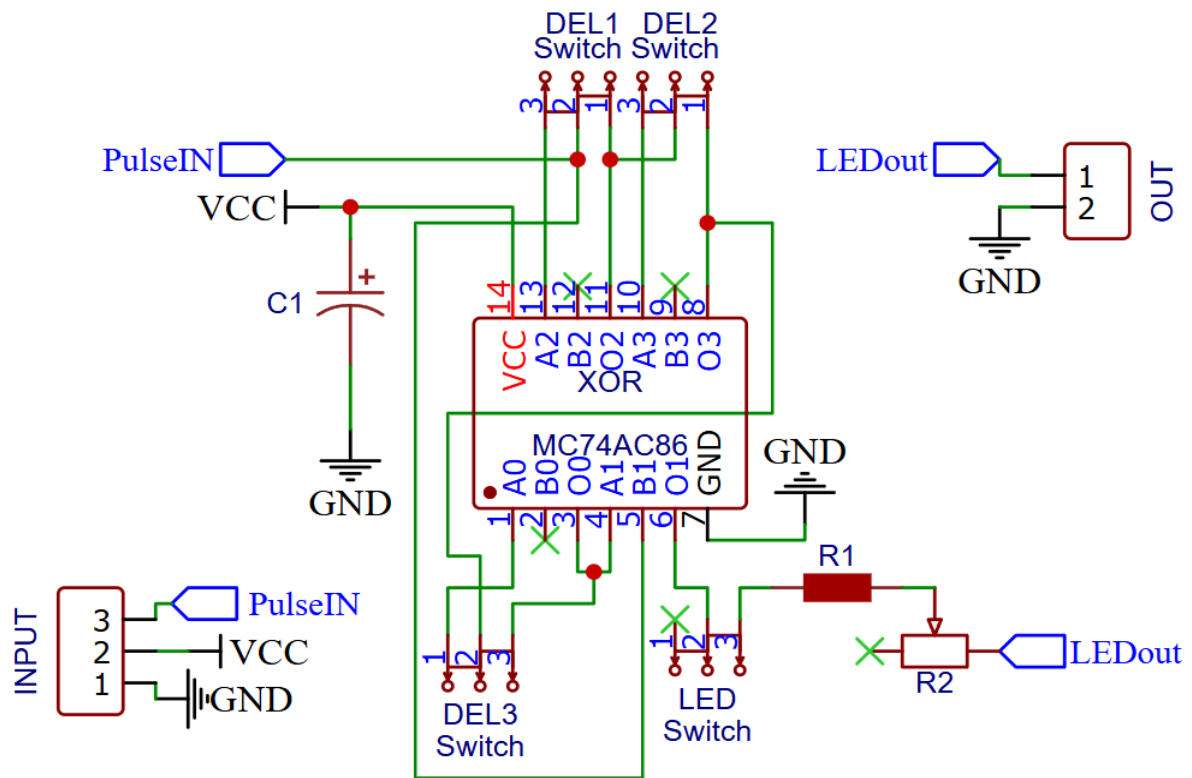 DEL1
Switch
DEL2
Switch
3
2
1
3
2
1
PulseIN
LEDout
1
2
OUT
VCC
GND
+
C1
14
13
12
11
10
9
8
VCC
A2
B2
O2
A3
B3
O3
XOR
MC74AC86
A0
B0
O0
A1
B1
O1
GND
GND
GND
1
2
3
4
5
6
7
R1
INPUT
3
2
1
PulseIN
VCC
GND
1
2
3
DEL3
Switch
1
2
3
LED
Switch
R2
LEDout